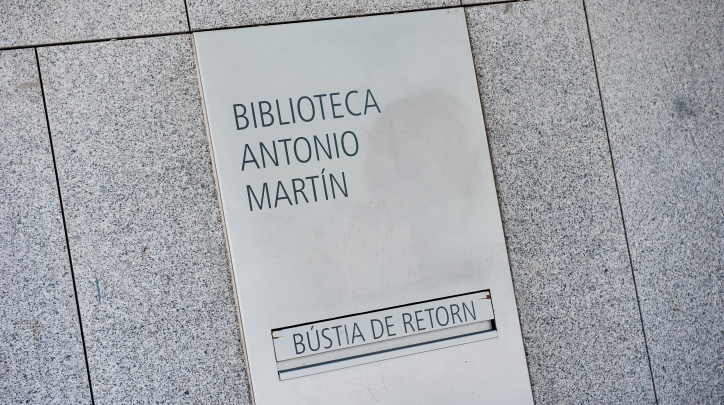 BIBLIOTECA
ANTONIO
MARTÍN
BÚSTIA DE RETORN